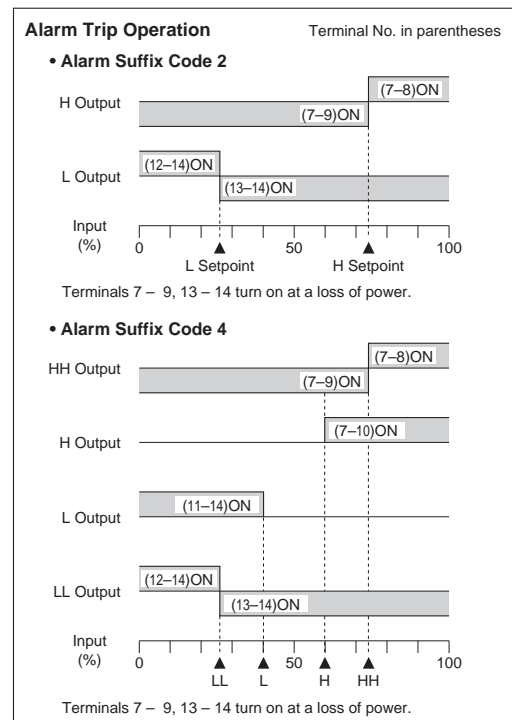 Alarm Trip Operation Terminal No. in parentheses
• Alarm Suffix Code 2
H Output
(7–8)ON
(7–9)ON
L Output
(12–14)ON
(13–14)ON
Input
(%)
0 50 100
L Setpoint H Setpoint
Terminals 7 – 9, 13 – 14 turn on at a loss of power.
• Alarm Suffix Code 4
HH Output
(7–8)ON
(7–9)ON
H Output
(7–10)ON
L Output
(11–14)ON
LL Output
(12–14)ON
(13–14)ON
Input
(%)
0 50 100
LL L H HH
Terminals 7 – 9, 13 – 14 turn on at a loss of power.